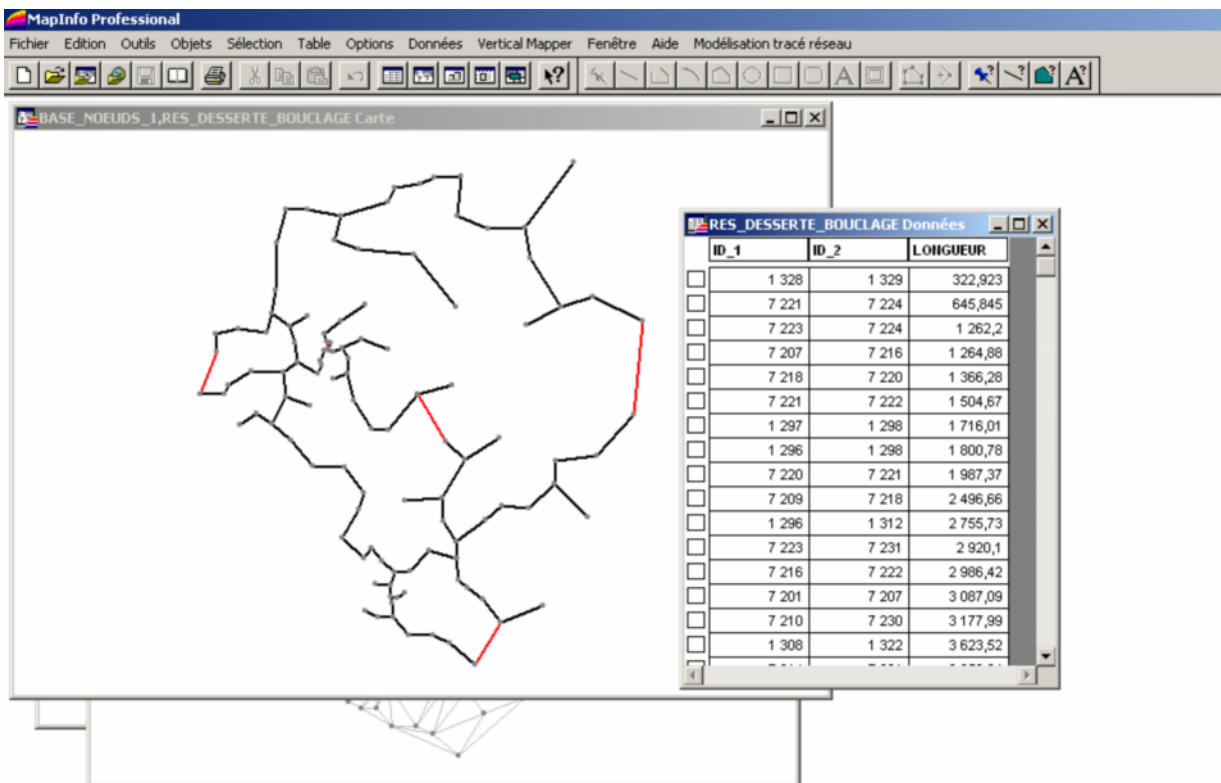 MapInfo Professional
Fichier Edition Outils Objets Sélection Table Options Données Vertical Mapper Fenêtre Aide Modélisation tracé réseau
BASE_NOEUDS_1,RES_DESSERTE_BOUCLAGE Carte
RES_DESSERTE_BOUCLAGE Données
ID_1 ID_2 LONGUEUR
1 328 1 329 322,923
7 221 7 224 645,845
7 223 7 224 1 262,2
7 207 7 216 1 264,88
7 218 7 220 1 366,28
7 221 7 222 1 504,67
1 297 1 298 1 716,01
1 296 1 298 1 800,78
7 220 7 221 1 987,37
7 209 7 218 2 496,66
1 296 1 312 2 755,73
7 223 7 231 2 920,1
7 216 7 222 2 986,42
7 201 7 207 3 087,09
7 210 7 230 3 177,99
1 308 1 322 3 623,52